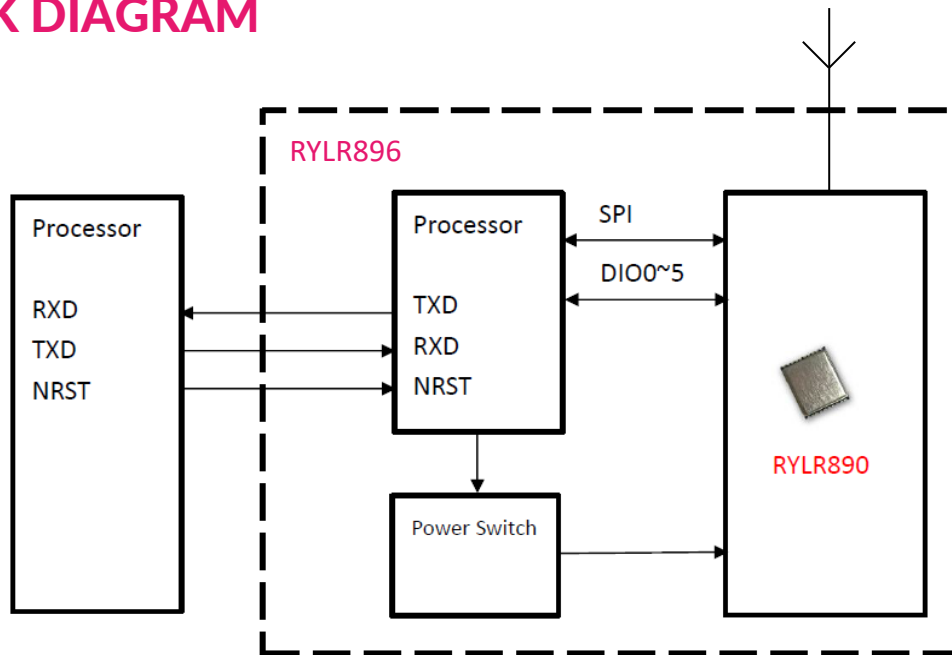 K DIAGRAM
RYLR896
Processor
RXD
TXD
NRST
Processor
TXD
RXD
NRST
SPI
DIO0~5
RYLR890
Power Switch